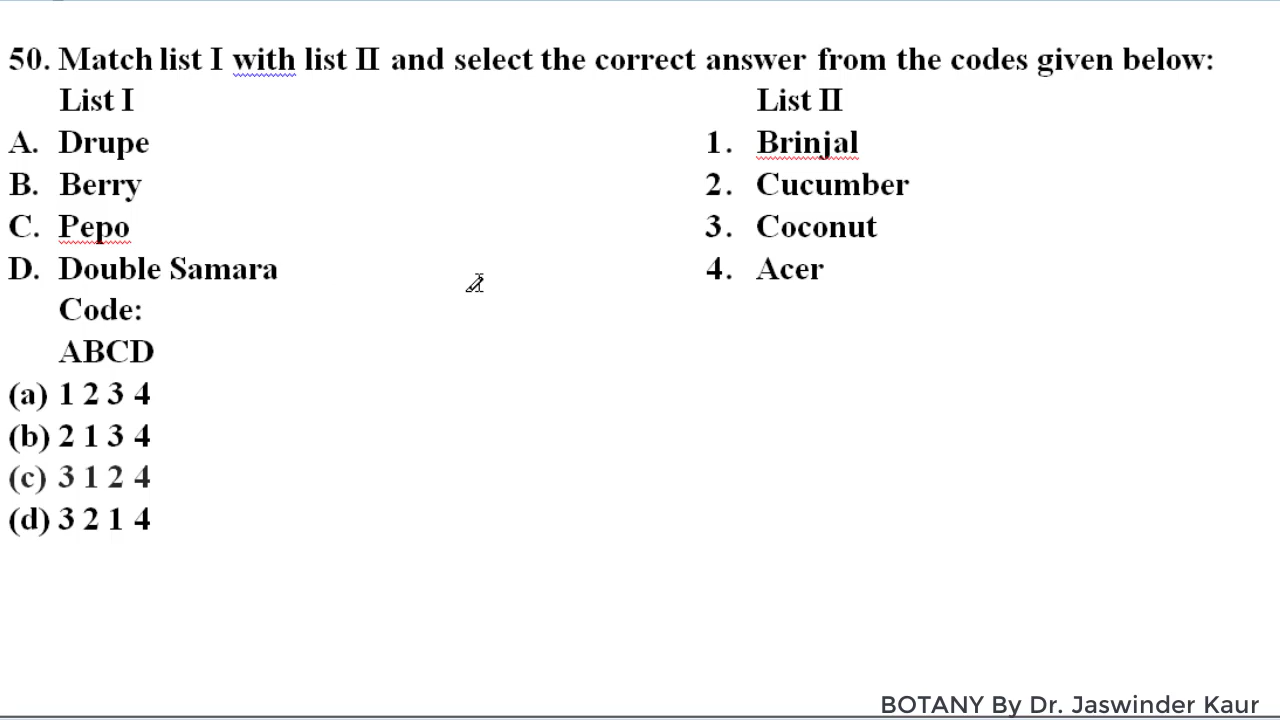 50. Match list I with list II and select the correct answer from the codes given below:
List I List II
A. Drupe 1. Brinjal
B. Berry 2. Cucumber
C. Pepo 3. Coconut
D. Double Samara 4. Acer
Code:
ABCD
(a) 1 2 3 4
(b) 2 1 3 4
(c) 3 1 2 4
(d) 3 2 1 4
BOTANY By Dr. Jaswinder Kaur